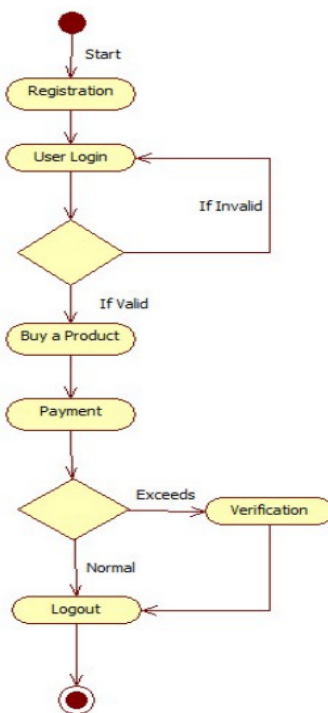 Start
Registration
User Login
If Invalid
If Valid
Buy a Product
Payment
Exceeds
Verification
Normal
Logout